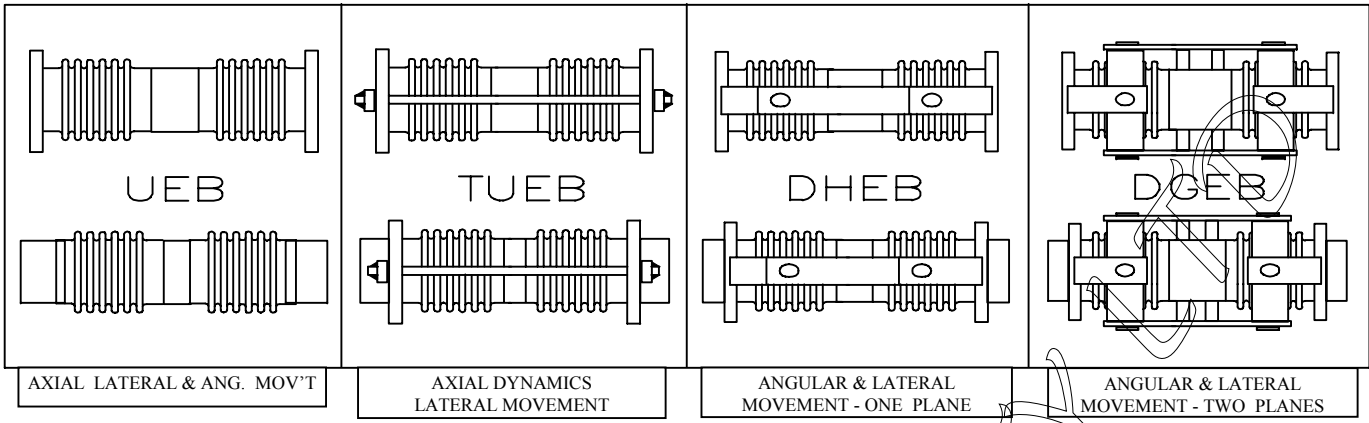 UEB
TUEB
DHEB
DGEB
AXIAL LATERAL & ANG. MOV'T
AXIAL DYNAMICS
LATERAL MOVEMENT
ANGULAR & LATERAL
MOVEMENT - ONE PLANE
ANGULAR & LATERAL
MOVEMENT - TWO PLANES